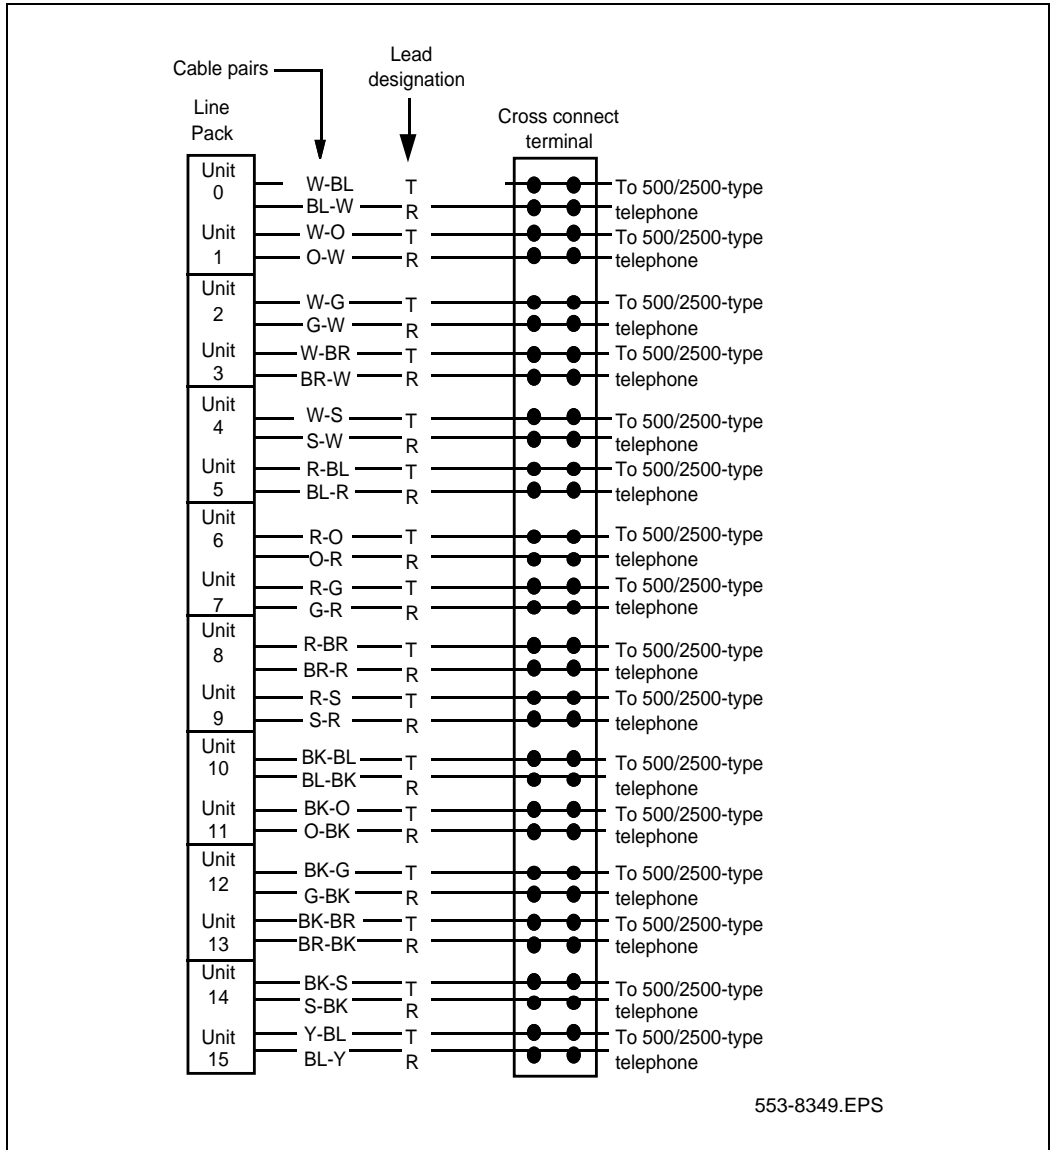 Lead
Cable pairs designation
Line
Pack
Cross connect
terminal
Unit
0 W-BL T To 500/2500-type
BL-W R telephone
Unit W-O T To 500/2500-type
1 O-W R telephone
Unit
2 W-G T To 500/2500-type
G-W R telephone
Unit W-BR T To 500/2500-type
3 BR-W R telephone
Unit
4 W-S T To 500/2500-type
S-W R telephone
Unit R-BL T To 500/2500-type
5 BL-R R telephone
Unit
6 R-O T To 500/2500-type
O-R R telephone
Unit R-G T To 500/2500-type
7 G-R R telephone
Unit
8 R-BR T To 500/2500-type
BR-R R telephone
Unit R-S T To 500/2500-type
9 S-R R telephone
Unit
10 BK-BL T To 500/2500-type
BL-BK R telephone
Unit BK-O T To 500/2500-type
11 O-BK R telephone
Unit
12 BK-G T To 500/2500-type
G-BK R telephone
Unit BK-BR T To 500/2500-type
13 BR-BK R telephone
Unit
14 BK-S T To 500/2500-type
S-BK R telephone
Unit Y-BL T To 500/2500-type
15 BL-Y R telephone
553-8349.EPS